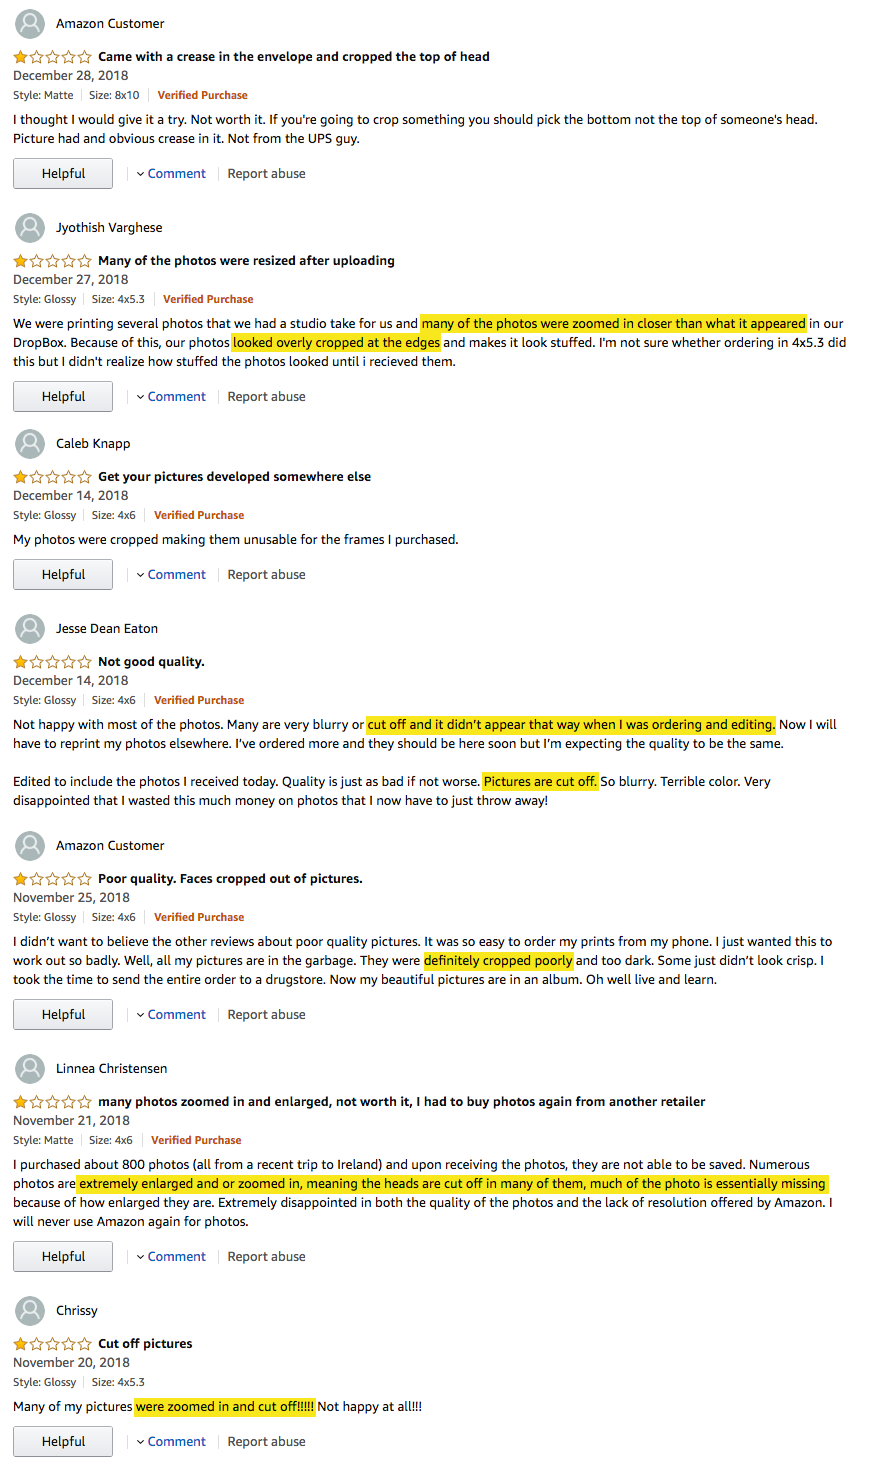 Amazon Customer
Came with a crease in the envelope and cropped the top of head
December 28, 2018
Style: Matte | Size: 8x10 | Verified Purchase
I thought I would give it a try. Not worth it. If you're going to crop something you should pick the bottom not the top of someone's head.
Picture had and obvious crease in it. Not from the UPS guy.
Helpful | Comment | Report abuse
Jyothish Varghese
Many of the photos were resized after uploading
December 27, 2018
Style: Glossy | Size: 4x5.3 | Verified Purchase
We were printing several photos that we had a studio take for us and many of the photos were zoomed in closer than what it appeared in our
DropBox. Because of this, our photos looked overly cropped at the edges and makes it look stuffed. I'm not sure whether ordering in 4x5.3 did
this but I didn't realize how stuffed the photos looked until i recieved them.
Helpful | Comment | Report abuse
Caleb Knapp
Get your pictures developed somewhere else
December 14, 2018
Style: Glossy | Size: 4x6 | Verified Purchase
My photos were cropped making them unusable for the frames I purchased.
Helpful | Comment | Report abuse
Jesse Dean Eaton
Not good quality.
December 14, 2018
Style: Glossy | Size: 4x6 | Verified Purchase
Not happy with most of the photos. Many are very blurry or cut off and it didn’t appear that way when I was ordering and editing. Now I will
have to reprint my photos elsewhere. I’ve ordered more and they should be here soon but I’m expecting the quality to be the same.
Edited to include the photos I received today. Quality is just as bad if not worse. Pictures are cut off. So blurry. Terrible color. Very
disappointed that I wasted this much money on photos that I now have to just throw away!
Amazon Customer
Poor quality. Faces cropped out of pictures.
November 25, 2018
Style: Glossy | Size: 4x6 | Verified Purchase
I didn’t want to believe the other reviews about poor quality pictures. It was so easy to order my prints from my phone. I just wanted this to
work out so badly. Well, all my pictures are in the garbage. They were definitely cropped poorly and too dark. Some just didn’t look crisp. I
took the time to send the entire order to a drugstore. Now my beautiful pictures are in an album. Oh well live and learn.
Helpful | Comment | Report abuse
Linnea Christensen
many photos zoomed in and enlarged, not worth it, I had to buy photos again from another retailer
November 21, 2018
Style: Matte | Size: 4x6 | Verified Purchase
I purchased about 800 photos (all from a recent trip to Ireland) and upon receiving the photos, they are not able to be saved. Numerous
photos are extremely enlarged and or zoomed in, meaning the heads are cut off in many of them, much of the photo is essentially missing
because of how enlarged they are. Extremely disappointed in both the quality of the photos and the lack of resolution offered by Amazon. I
will never use Amazon again for photos.
Helpful | Comment | Report abuse
Chrissy
Cut off pictures
November 20, 2018
Style: Glossy | Size: 4x5.3
Many of my pictures were zoomed in and cut off!!!!! Not happy at all!!!
Helpful | Comment | Report abuse